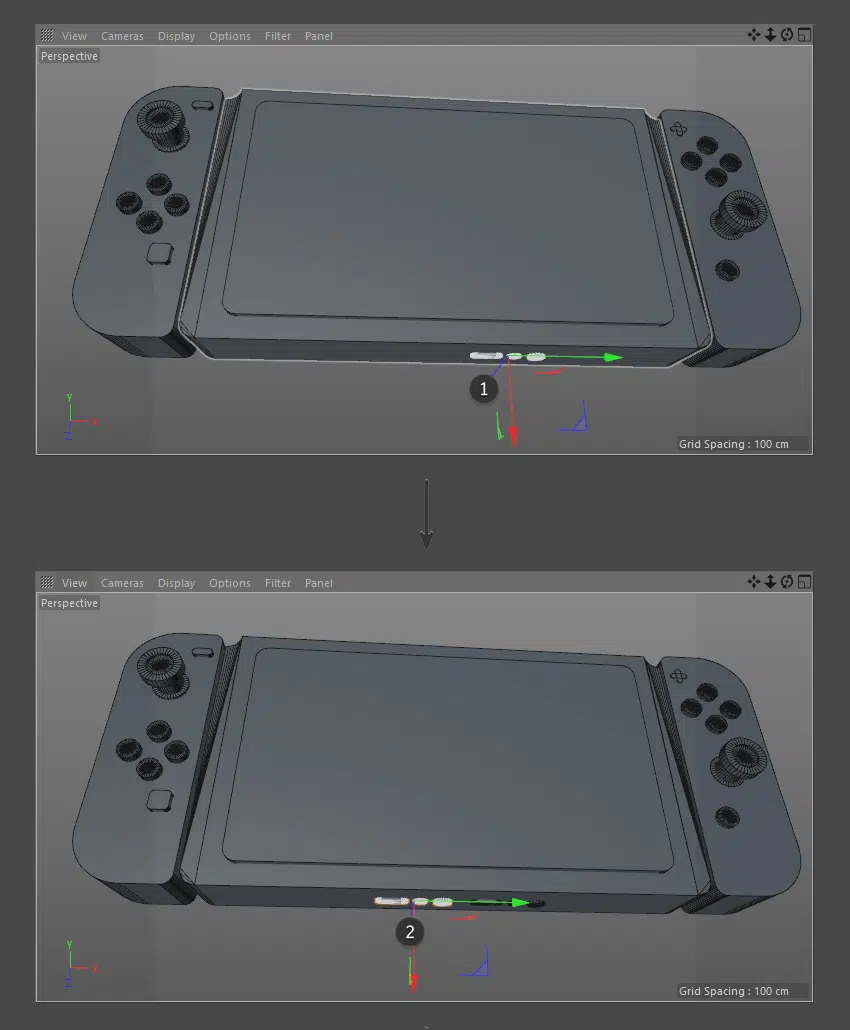 View Cameras Display Options Filter Panel
Perspective
1
Y
X
Z
Grid Spacing : 100 cm
View Cameras Display Options Filter Panel
Perspective
2
Y
X
Z
Grid Spacing : 100 cm